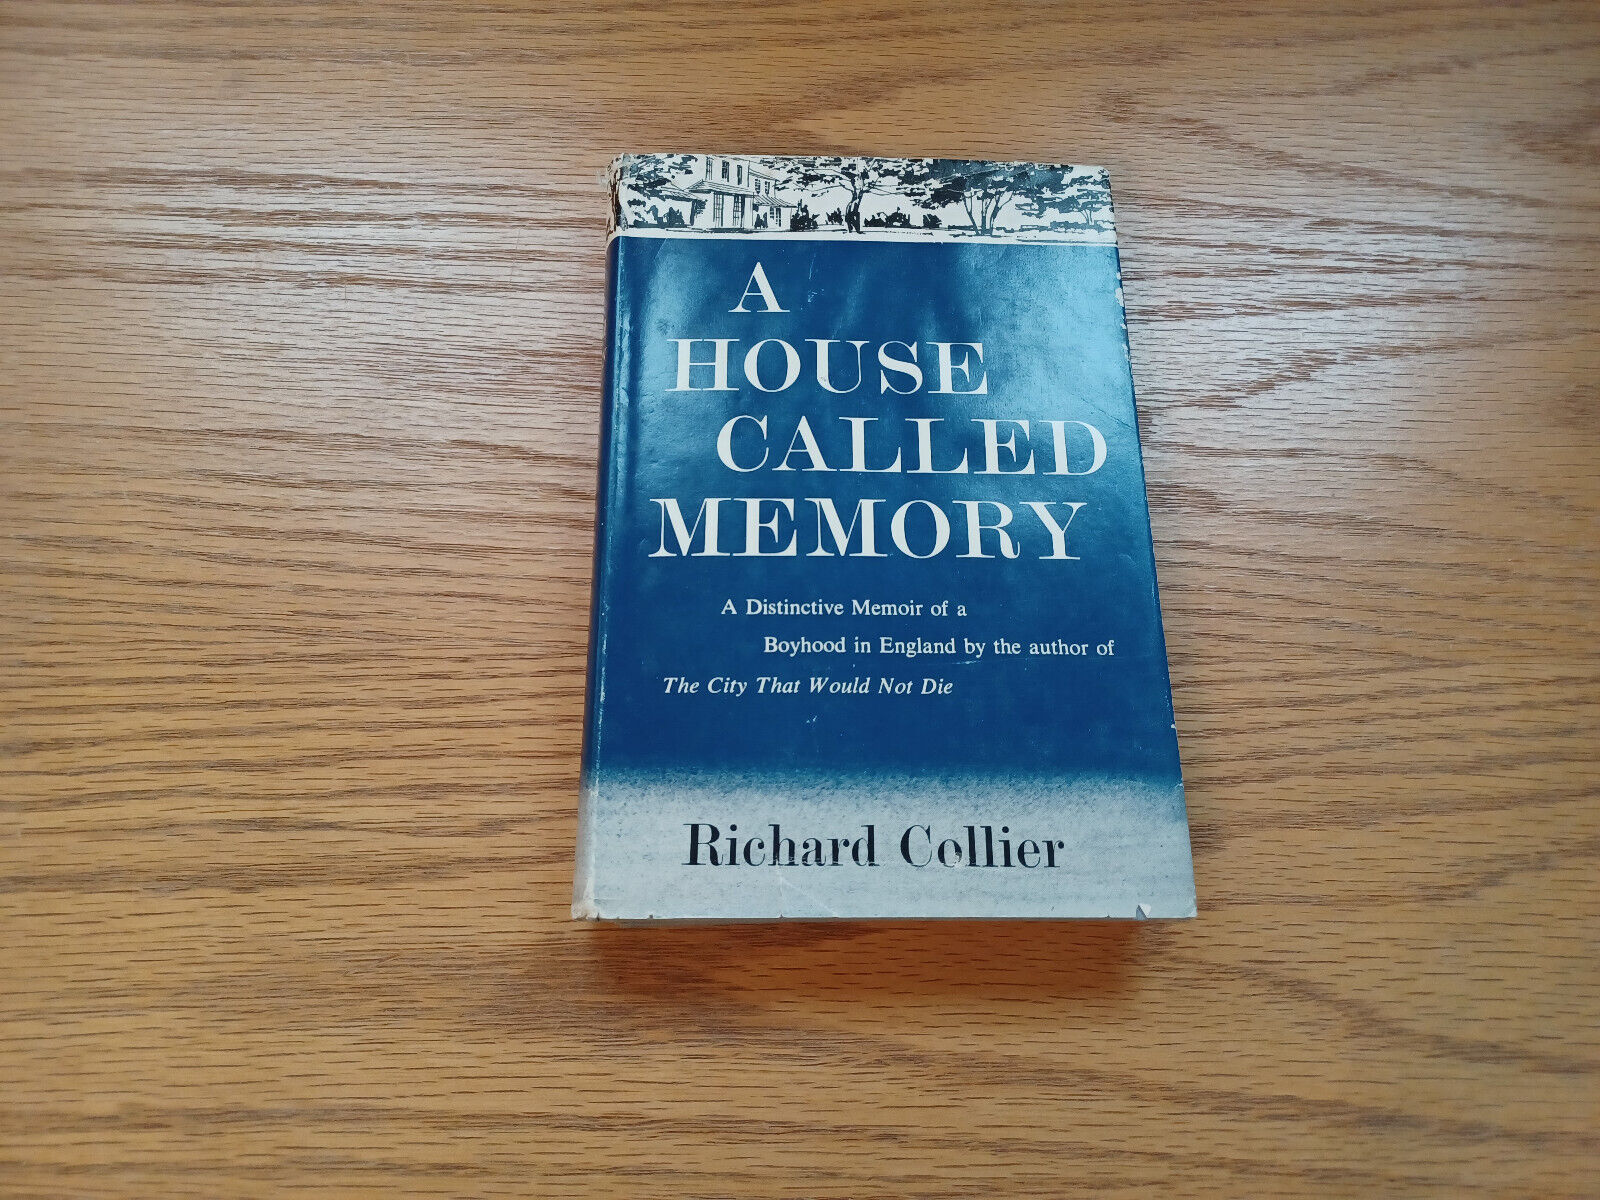 A
HOUSE
CALLED
MEMORY
A Distinctive Memoir of a
Boyhood in England by the author of
The City That Would Not Die
Richard Collier